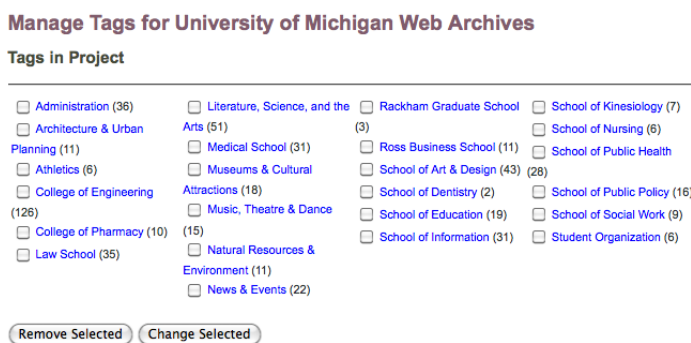 Manage Tags for University of Michigan Web Archives
Tags in Project
Administration (36)
Architecture & Urban
Planning (11)
Athletics (6)
College of Engineering
(126)
College of Pharmacy (10)
Law School (35)
Literature, Science, and the
Arts (51)
Medical School (31)
Museums & Cultural
Attractions (18)
Music, Theatre & Dance
(15)
Natural Resources &
Environment (11)
News & Events (22)
Rackham Graduate School
(3)
Ross Business School (11)
School of Art & Design (43)
School of Dentistry (2)
School of Education (19)
School of Information (31)
School of Kinesiology (7)
School of Nursing (6)
School of Public Health
(28)
School of Public Policy (16)
School of Social Work (9)
Student Organization (6)
Remove Selected
Change Selected